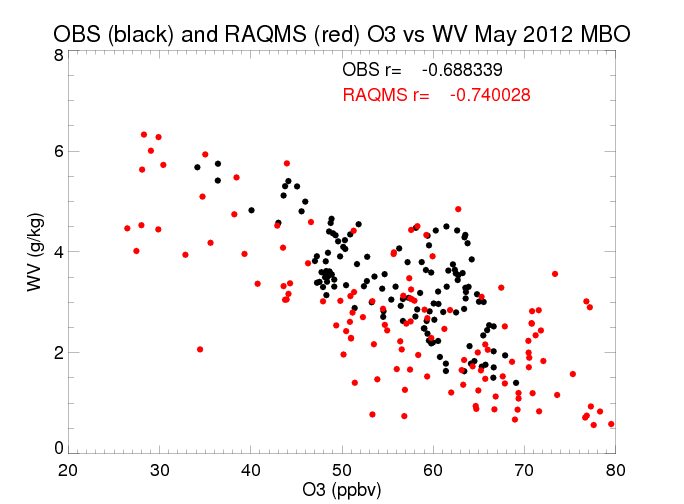 OBS (black) and RAQMS (red) O3 vs WV May 2012 MBO
OBS r= -0.688339
RAQMS r= -0.740028
8
6
4
2
0
WV (g/kg)
20 30 40 50 60 70 80
O3 (ppbv)